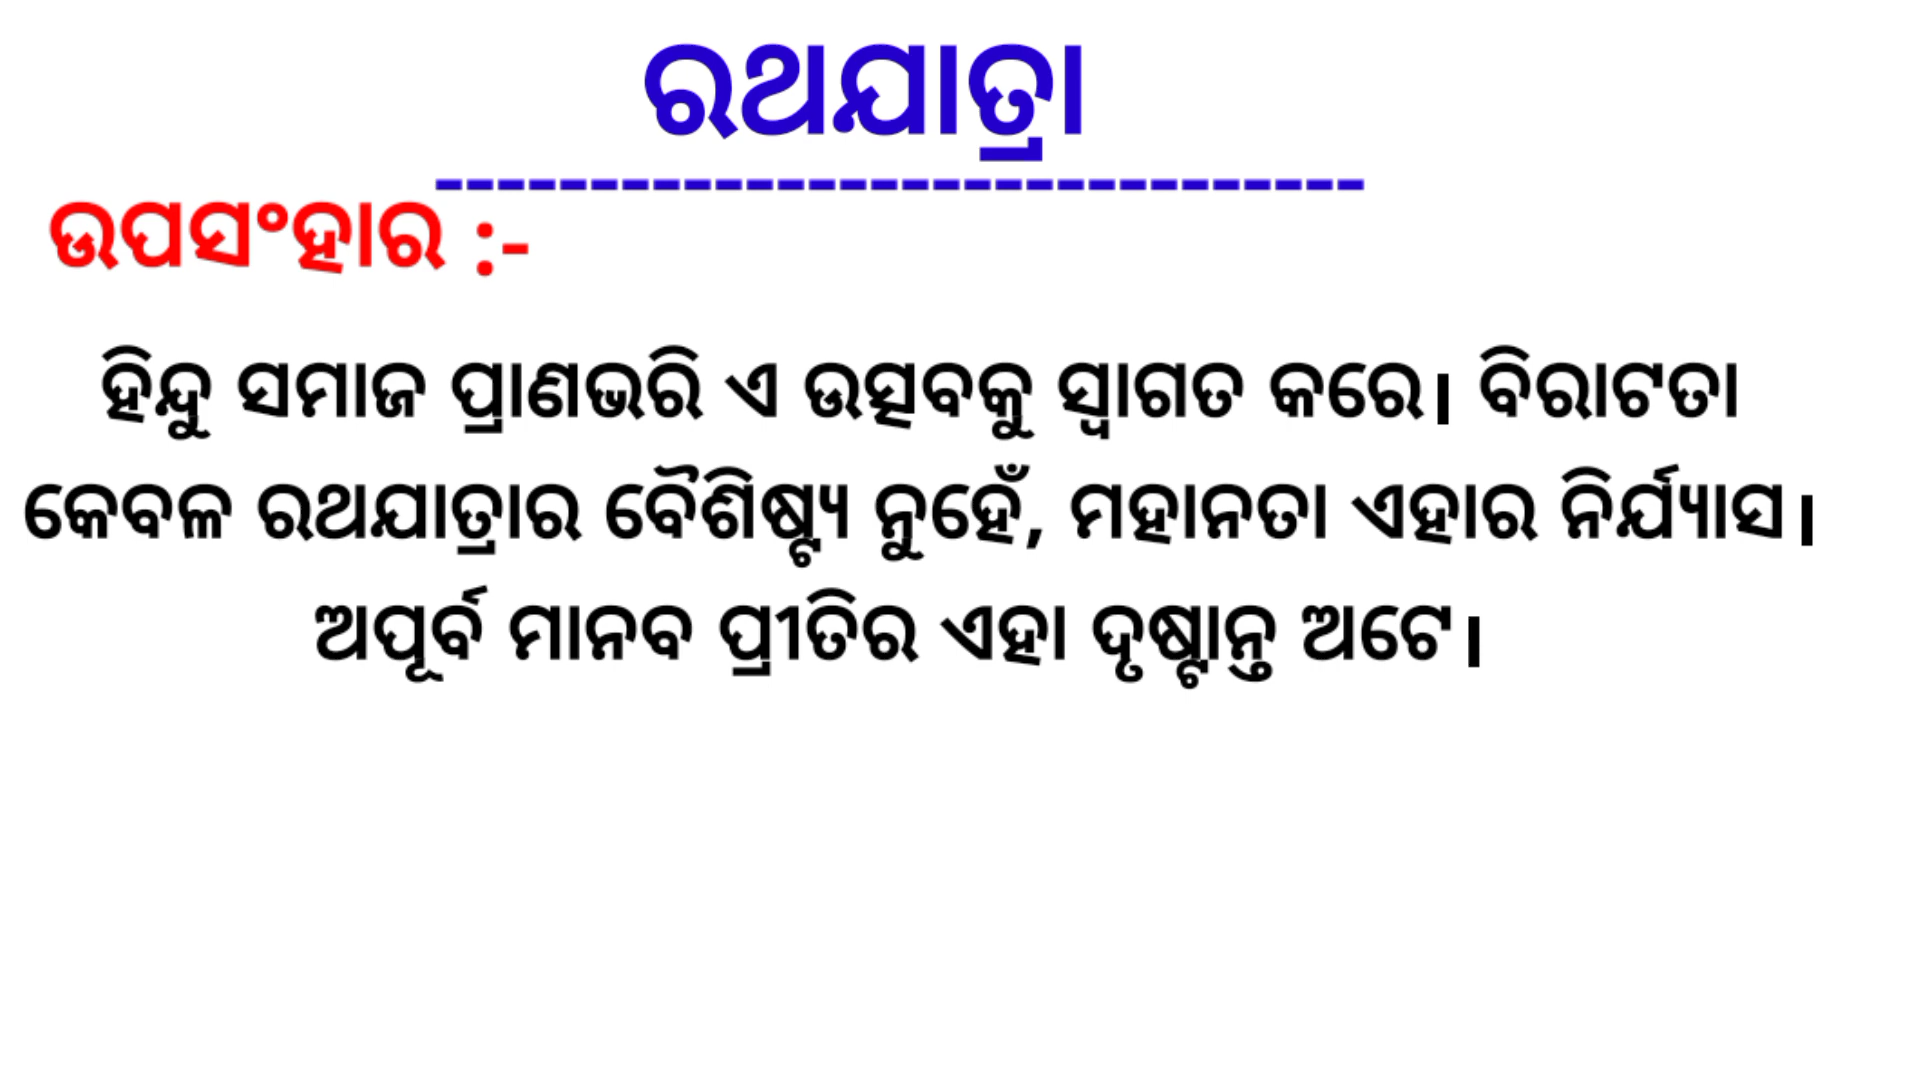 ରଥଯାତ୍ରା
------------------------------
ଉପସଂହାର :-
ହିନ୍ଦୁ ସମାଜ ପ୍ରାଣଭରି ଏ ଉତ୍ସବକୁ ସ୍ୱାଗତ କରେ। ବିରାଟତା
କେବଳ ରଥଯାତ୍ରାର ବୈଶିଷ୍ଟ୍ୟ ନୁହେଁ, ମହାନତା ଏହାର ନିର୍ଯ୍ୟାସ।
ଅପୂର୍ବ ମାନବ ପ୍ରୀତିର ଏହା ଦୃଷ୍ଟାନ୍ତ ଅଟେ।